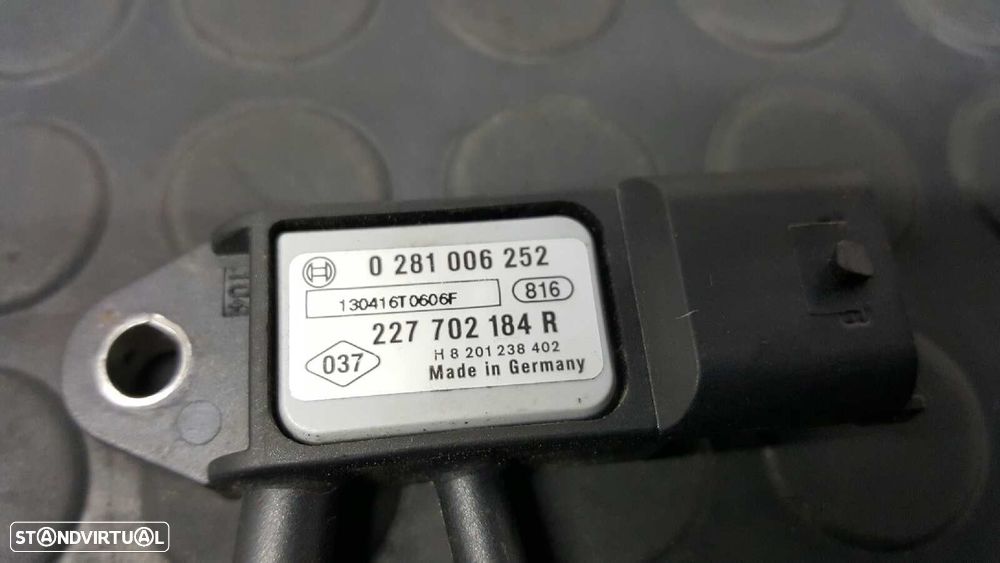 0 281 006 252
130416T0606F
816
227 702 184 R
037
H 8 201 238 402
Made in Germany
STANDVIRTUAL